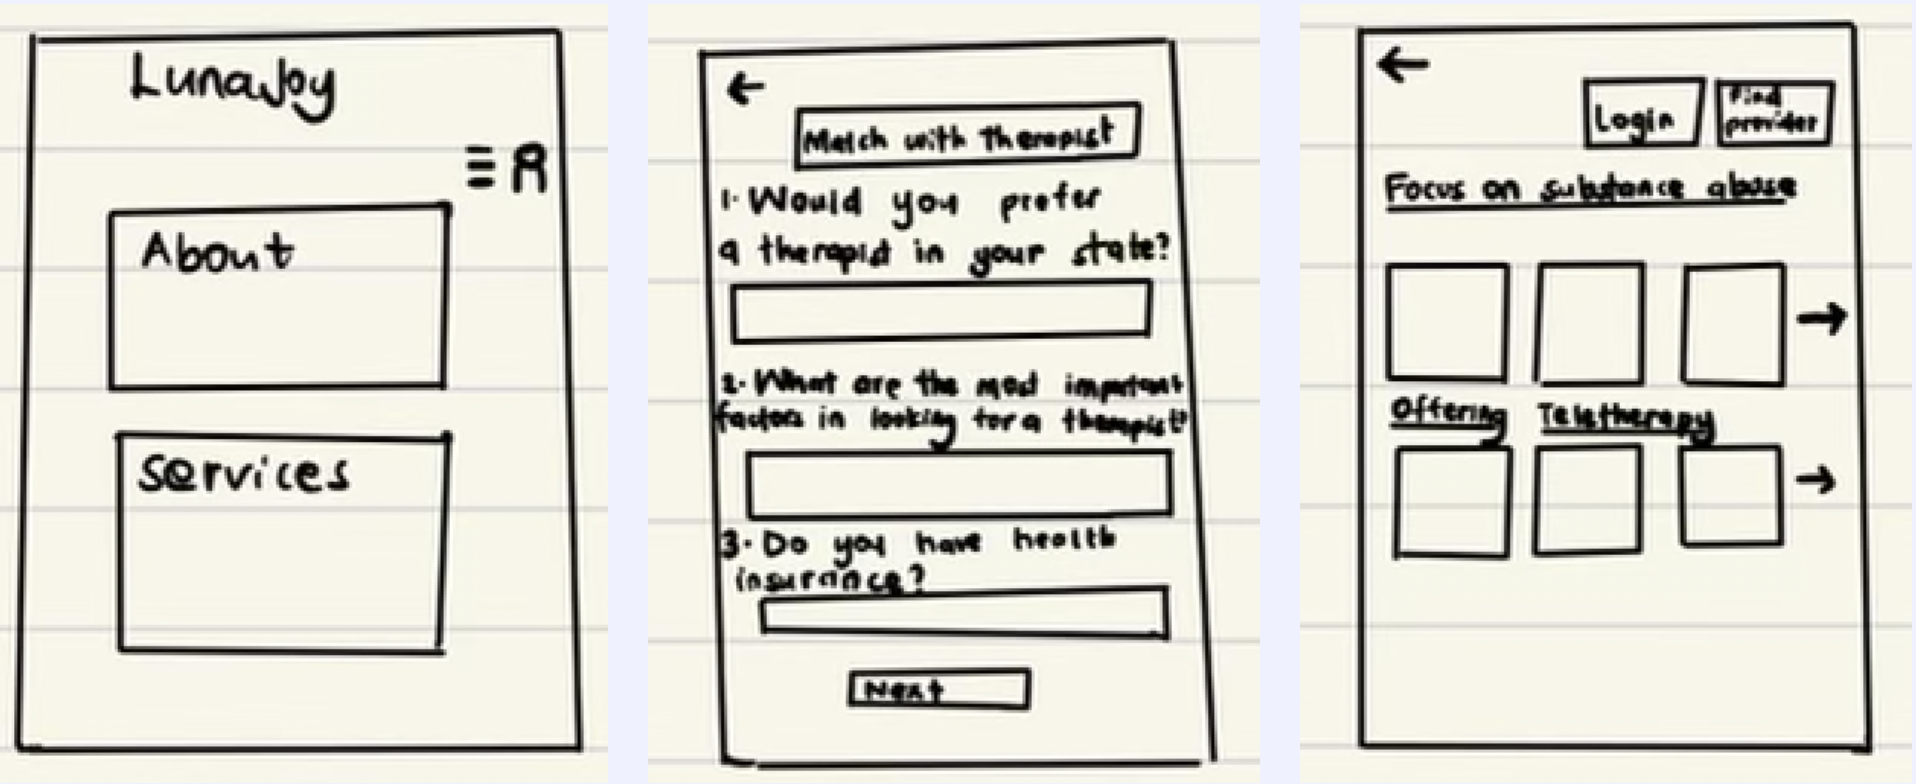 LunaJoy
About
Services
Match with Therapist
1. Would you prefer
a therapist in your state?
2. What are the most important
factors in looking for a therapist?
3. Do you have health
insurance?
Next
Login
Find
provider
Focus on substance abuse
Offering Teletherapy